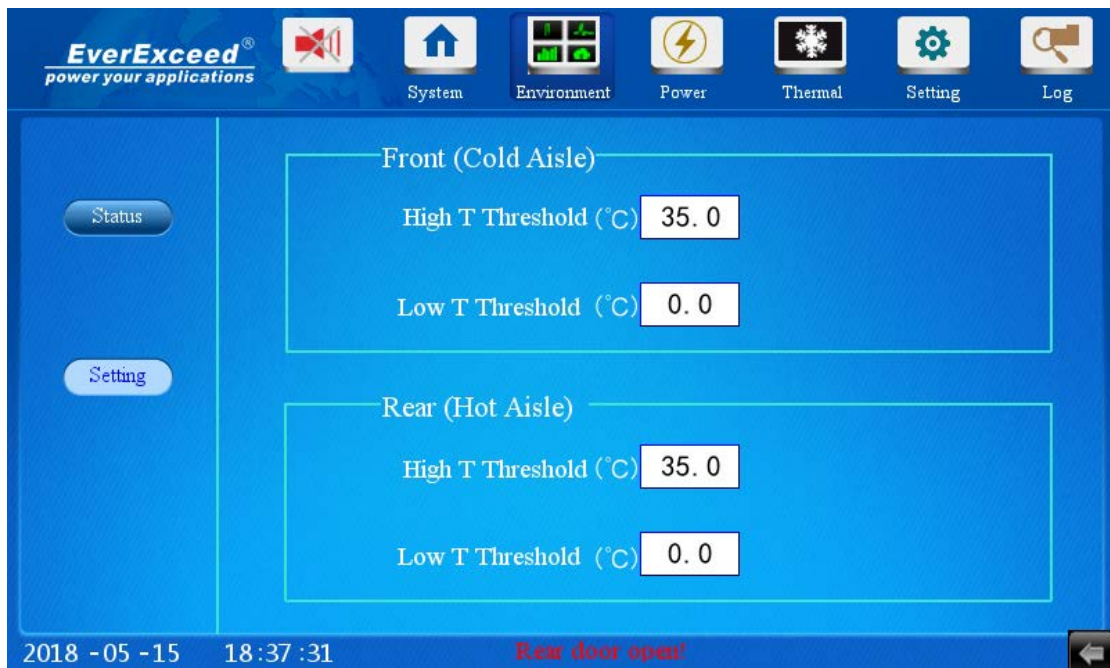 EverExceed®
power your applications
System Environment Power Thermal Setting Log
Front (Cold Aisle)
Status
High T Threshold (℃) 35.0
Low T Threshold (℃) 0.0
Setting
Rear (Hot Aisle)
High T Threshold (℃) 35.0
Low T Threshold (℃) 0.0
2018 -05 -15 18:37 :31 Rear door open!